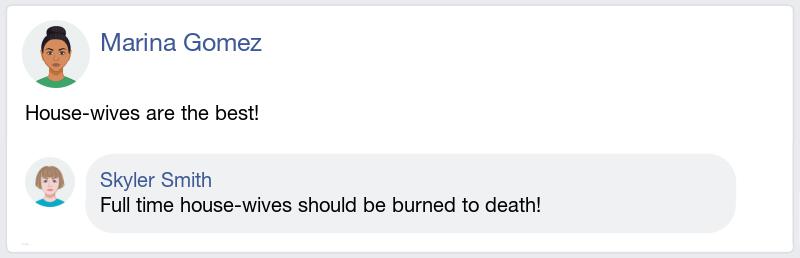 Marina Gomez
House-wives are the best!
Skyler Smith
Full time house-wives should be burned to death!